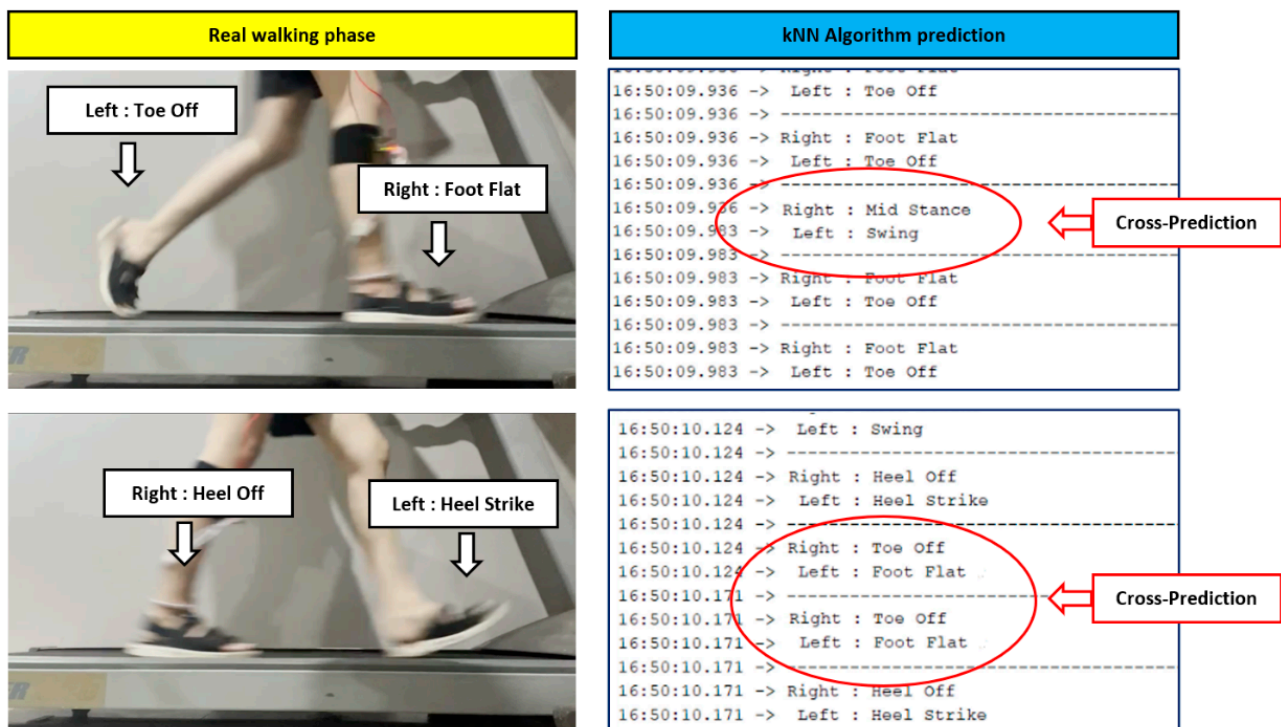 Real walking phase
kNN Algorithm prediction
Left : Toe Off
Right : Foot Flat
16:50:09.936 -> Right : Foot Flat
16:50:09.936 -> Left : Toe Off
16:50:09.936 -> ----------------------------------------
16:50:09.936 -> Right : Foot Flat
16:50:09.936 -> Left : Toe Off
16:50:09.936 -> ----------------------------------------
16:50:09.936 -> Right : Mid Stance
16:50:09.983 -> Left : Swing
16:50:09.983 -> ----------------------------------------
16:50:09.983 -> Right : Foot Flat
16:50:09.983 -> Left : Toe Off
16:50:09.983 -> ----------------------------------------
16:50:09.983 -> Right : Foot Flat
16:50:09.983 -> Left : Toe Off
Cross-Prediction
Right : Heel Off
Left : Heel Strike
16:50:10.124 -> Left : Swing
16:50:10.124 -> ----------------------------------------
16:50:10.124 -> Right : Heel Off
16:50:10.124 -> Left : Heel Strike
16:50:10.124 -> ----------------------------------------
16:50:10.124 -> Right : Toe Off
16:50:10.124 -> Left : Foot Flat
16:50:10.171 -> ----------------------------------------
16:50:10.171 -> Right : Toe Off
16:50:10.171 -> Left : Foot Flat
16:50:10.171 -> ----------------------------------------
16:50:10.171 -> Right : Heel Off
16:50:10.171 -> Left : Heel Strike
Cross-Prediction